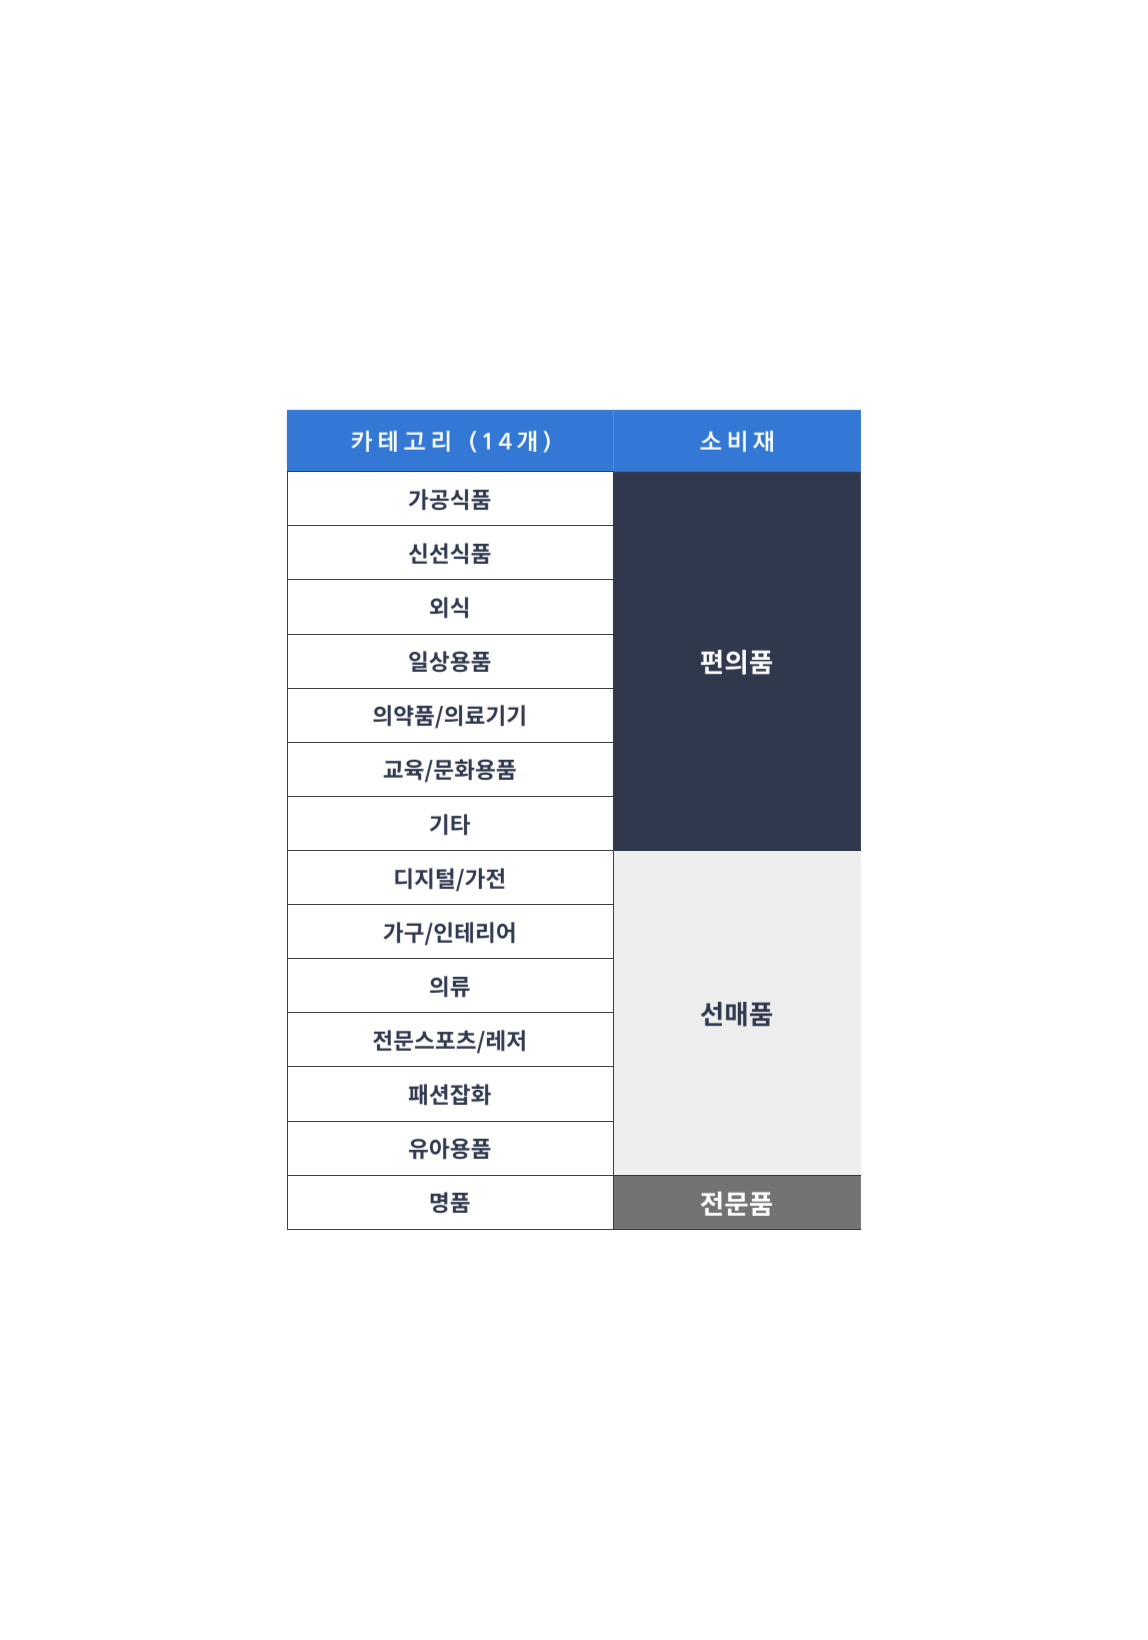 카테고리 (14개) 소비재
가공식품
신선식품
외식
일상용품 편의품
의약품/의료기기
교육/문화용품
기타
디지털/가전
가구/인테리어
의류
선매품
전문스포츠/레저
패션잡화
유아용품
명품 전문품